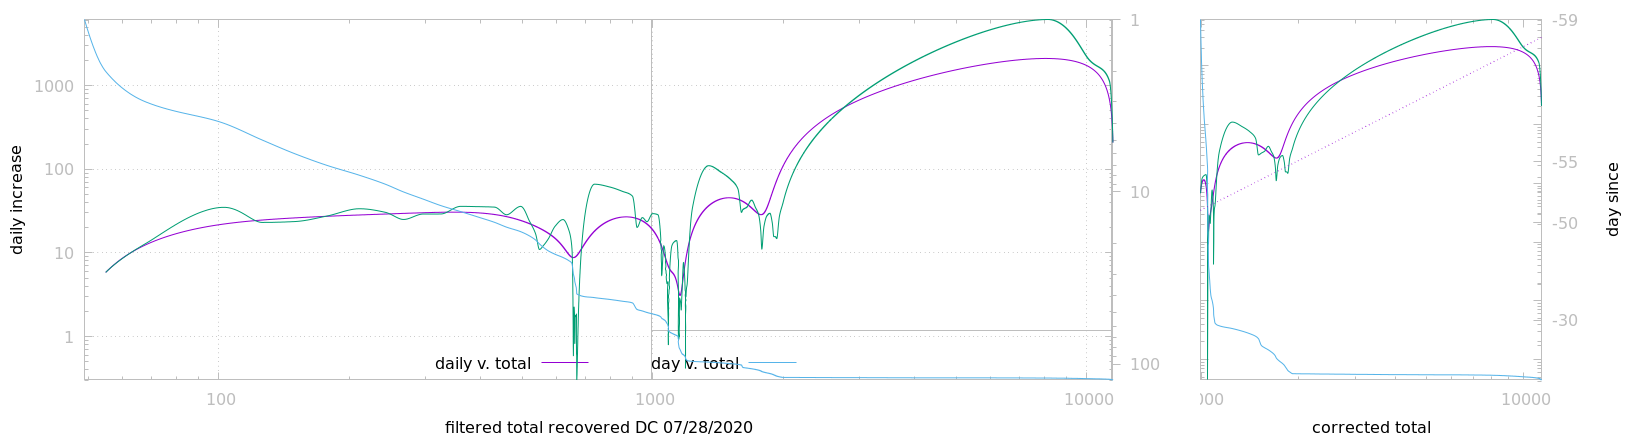 1000
100
10
1
daily increase
daily v. total
day v. total
100
1000
10000
filtered total recovered DC 07/28/2020
1
10
100
-59
-55
-50
-30
day since
10000
corrected total